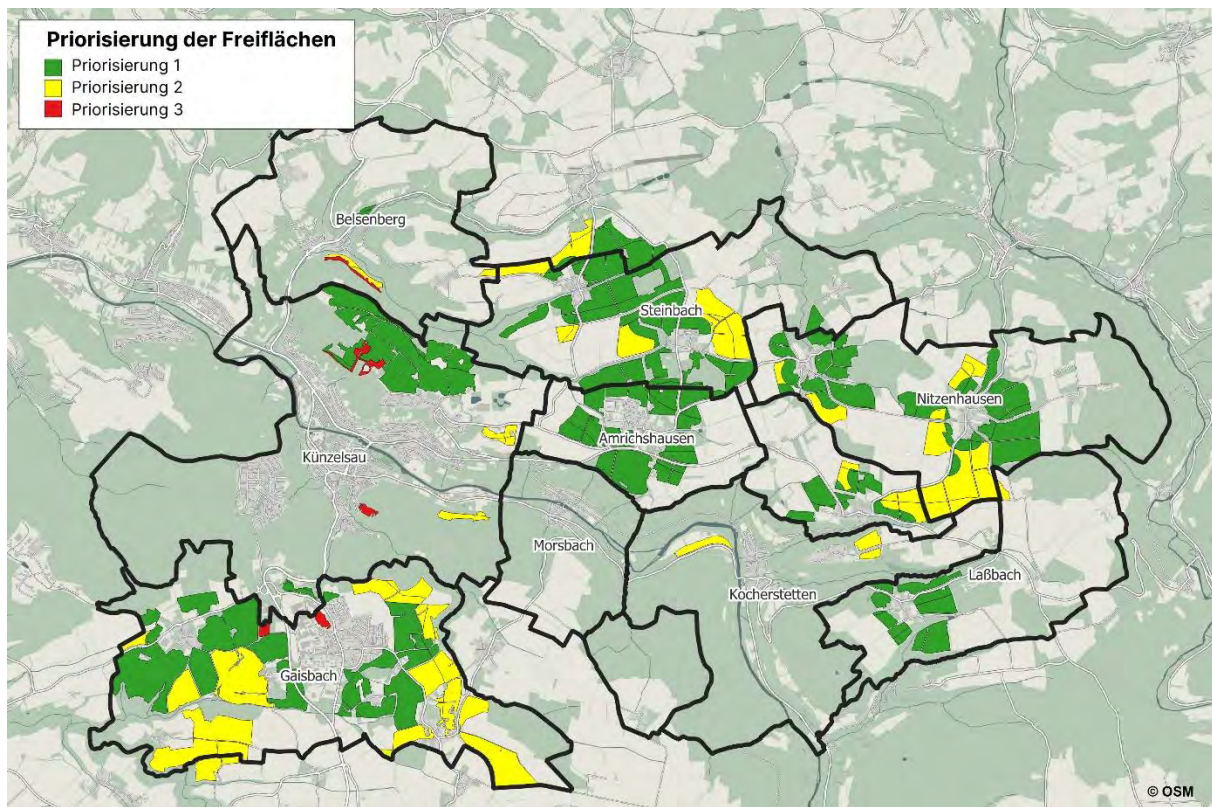 Priorisierung der Freiflächen
Priorisierung 1
Priorisierung 2
Priorisierung 3
Belsenberg
Steinbach
Nitzenhausen
Amrichshausen
Künzelsau
Morsbach
Laßbach
Kocherstetten
Gaisbach
© OSM